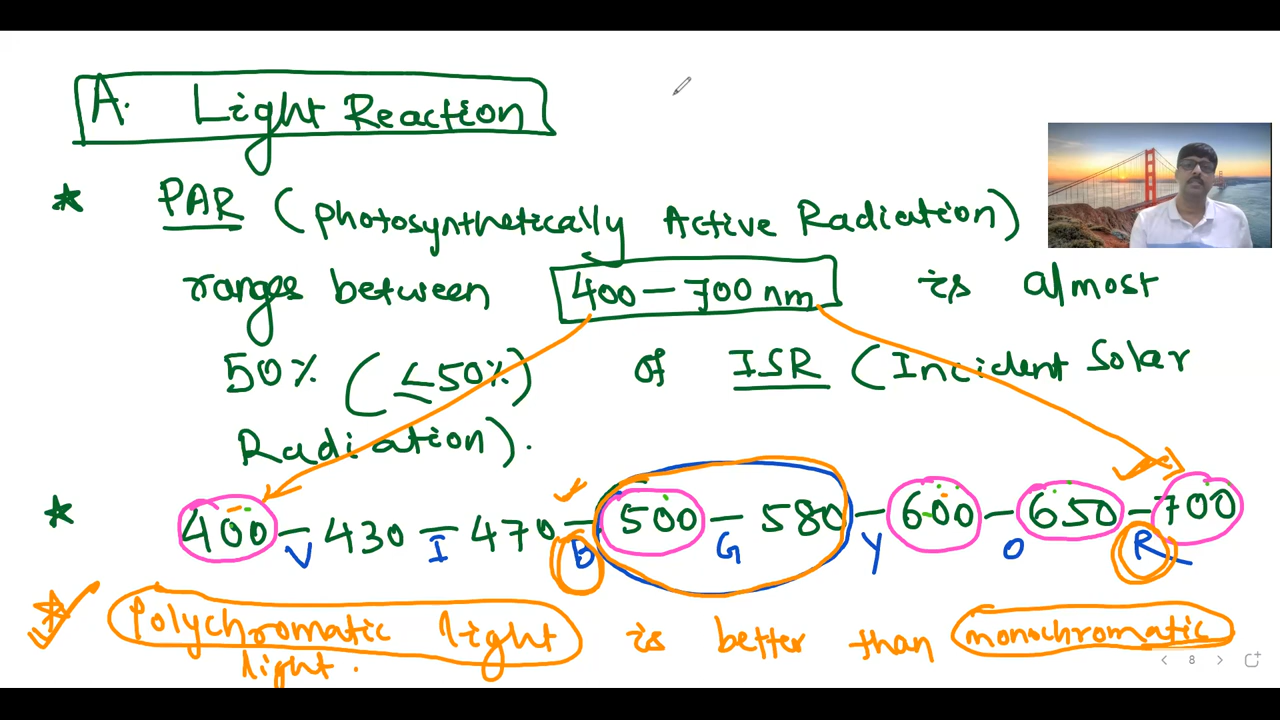 A. Light Reaction
★ PAR (Photosynthetically Active Radiation)
ranges between 400 – 700 nm is almost
50% (≤50%) of ISR (Incident Solar
Radiation).
★ 400 – 430 – 470 – 500 – 580 – 600 – 650 – 700
V I B G Y O R
★ Polychromatic light is better than monochromatic
light.
8